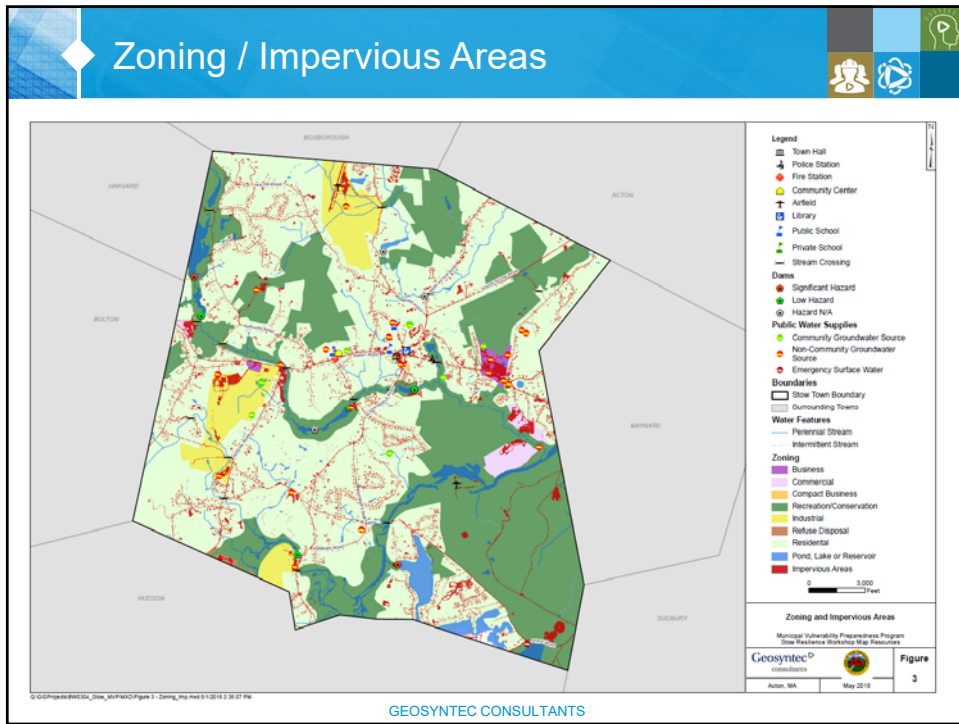 Zoning / Impervious Areas
BOXBOROUGH
HARVARD
ACTON
BOLTON
MAYNARD
HUDSON
SUDBURY
N
Legend
Town Hall
Police Station
Fire Station
Community Center
Airfield
Library
Public School
Private School
Stream Crossing
Dams
Significant Hazard
Low Hazard
Hazard N/A
Public Water Supplies
Community Groundwater Source
Non-Community Groundwater
Source
Emergency Surface Water
Boundaries
Stow Town Boundary
Surrounding Towns
Water Features
Perennial Stream
Intermittent Stream
Zoning
Business
Commercial
Compact Business
Recreation/Conservation
Industrial
Refuse Disposal
Residental
Pond, Lake or Reservoir
Impervious Areas
0 3,000
Feet
Zoning and Impervious Areas
Municipal Vulnerability Preparedness Program
Stow Resilience Workshop Map Resources
Geosyntec
consultants
Figure
3
Acton, MA
May 2018
GEOSYNTEC CONSULTANTS